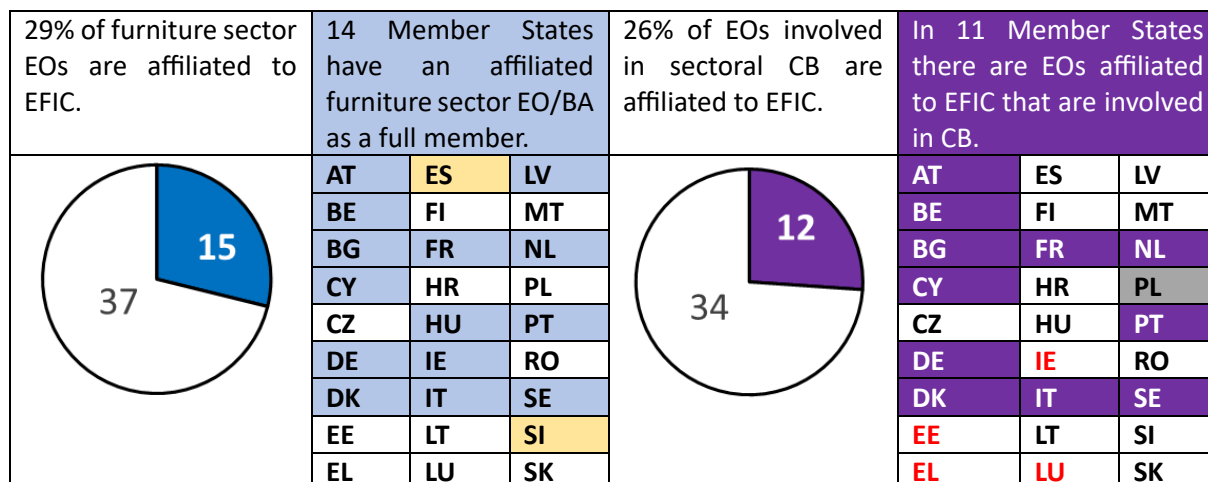 29% of furniture sector
EOs are affiliated to
EFIC.
14 Member States
have an affiliated
furniture sector EO/BA
as a full member.
26% of EOs involved
in sectoral CB are
affiliated to EFIC.
In 11 Member States
there are EOs affiliated
to EFIC that are involved
in CB.
15
37
AT ES LV
BE FI MT
BG FR NL
CY HR PL
CZ HU PT
DE IE RO
DK IT SE
EE LT SI
EL LU SK
12
34
AT ES LV
BE FI MT
BG FR NL
CY HR PL
CZ HU PT
DE IE RO
DK IT SE
EE LT SI
EL LU SK